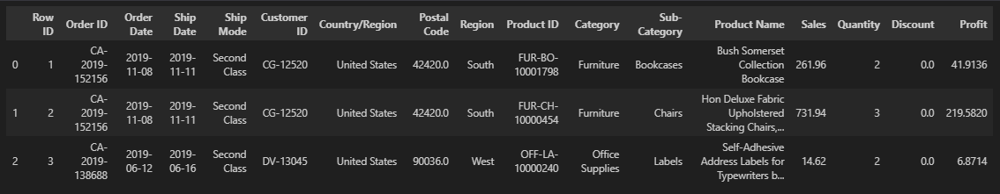 Row ID Order ID Order Date Ship Date Ship Mode Customer ID Country/Region Postal Code Region Product ID Category Sub-Category Product Name Sales Quantity Discount Profit
0 1 CA-2019-152156 2019-11-08 2019-11-11 Second Class CG-12520 United States 42420.0 South FUR-BO-10001798 Furniture Bookcases Bush Somerset Collection Bookcase 261.96 2 0.0 41.9136
1 2 CA-2019-152156 2019-11-08 2019-11-11 Second Class CG-12520 United States 42420.0 South FUR-CH-10000454 Furniture Chairs Hon Deluxe Fabric Upholstered Stacking Chairs,... 731.94 3 0.0 219.5820
2 3 CA-2019-138688 2019-06-12 2019-06-16 Second Class DV-13045 United States 90036.0 West OFF-LA-10000240 Office Supplies Labels Self-Adhesive Address Labels for Typewriters b... 14.62 2 0.0 6.8714